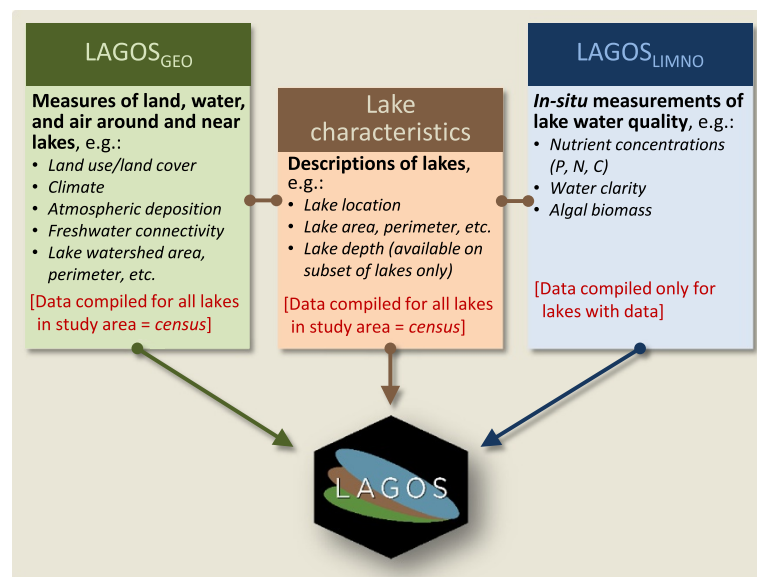 LAGOSGEO
Measures of land, water,
and air around and near
lakes, e.g.:
• Land use/land cover
• Climate
• Atmospheric deposition
• Freshwater connectivity
• Lake watershed area,
perimeter, etc.
[Data compiled for all lakes
in study area = census]
Lake
characteristics
Descriptions of lakes,
e.g.:
• Lake location
• Lake area, perimeter, etc.
• Lake depth (available on
subset of lakes only)
[Data compiled for all lakes
in study area = census]
LAGOSLIMNO
In-situ measurements of
lake water quality, e.g.:
• Nutrient concentrations
(P, N, C)
• Water clarity
• Algal biomass
[Data compiled only for
lakes with data]
LAGOS